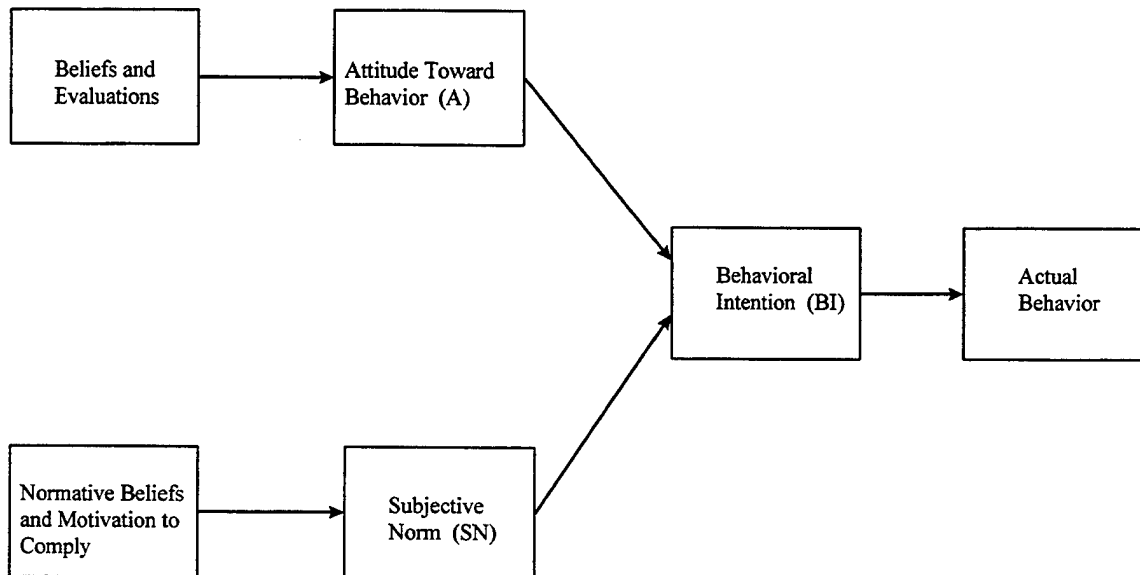 Beliefs and
Evaluations
Attitude Toward
Behavior (A)
Behavioral
Intention (BI)
Actual
Behavior
Normative Beliefs
and Motivation to
Comply
Subjective
Norm (SN)